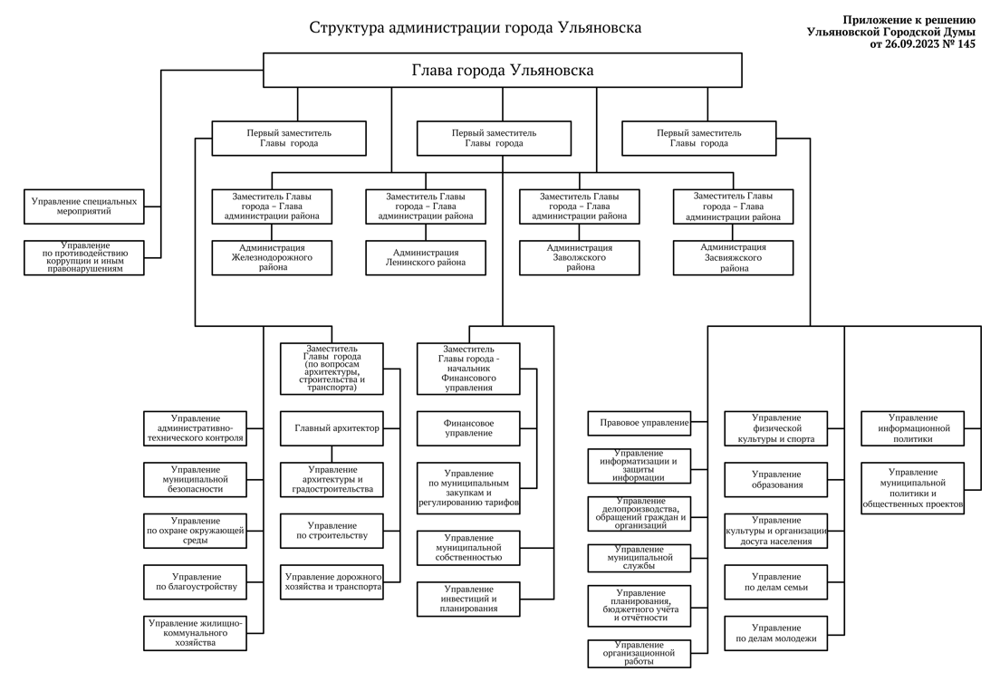 Структура администрации города Ульяновска
Приложение к решению
Ульяновской Городской Думы
от 26.09.2023 № 145
Глава города Ульяновска
Первый заместитель
Главы города
Первый заместитель
Главы города
Первый заместитель
Главы города
Управление специальных
мероприятий
Управление
по противодействию
коррупции и иным
правонарушениям
Заместитель Главы
города – Глава
администрации района
Заместитель Главы
города – Глава
администрации района
Заместитель Главы
города – Глава
администрации района
Заместитель Главы
города – Глава
администрации района
Администрация
Железнодорожного
района
Администрация
Ленинского района
Администрация
Заволжского
района
Администрация
Засвияжского
района
Управление
административно-
технического контроля
Управление
муниципальной
безопасности
Управление
по охране окружающей
среды
Управление
по благоустройству
Управление жилищно-
коммунального
хозяйства
Заместитель
Главы города
(по вопросам
архитектуры,
строительства и
транспорта)
Главный архитектор
Управление
архитектуры и
градостроительства
Управление
по строительству
Управление дорожного
хозяйства и транспорта
Заместитель
Главы города -
начальник
Финансового
управления
Финансовое
управление
Управление
по муниципальным
закупкам и
регулированию тарифов
Управление
муниципальной
собственностью
Управление
инвестиций и
планирования
Правовое управление
Управление
информатизации и
защиты
информации
Управление
делопроизводства,
обращений граждан и
организаций
Управление
муниципальной
службы
Управление
планирования,
бюджетного учёта
и отчётности
Управление
организационной
работы
Управление
физической
культуры и спорта
Управление
образования
Управление
культуры и организации
досуга населения
Управление
по делам семьи
Управление
по делам молодежи
Управление
информационной
политики
Управление
муниципальной
политики и
общественных проектов